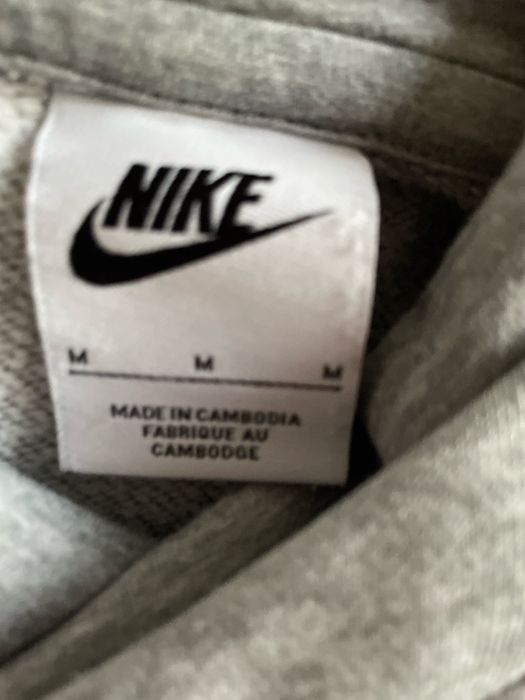 NIKE
M M M
MADE IN CAMBODIA
FABRIQUE AU
CAMBODGE